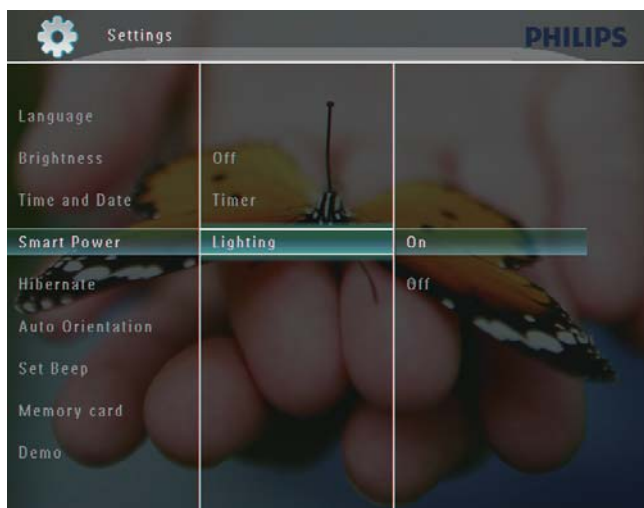 Settings
PHILIPS
Language
Brightness
Off
Time and Date
Timer
Smart Power
Lighting
On
Hibernate
Off
Auto Orientation
Set Beep
Memory card
Demo